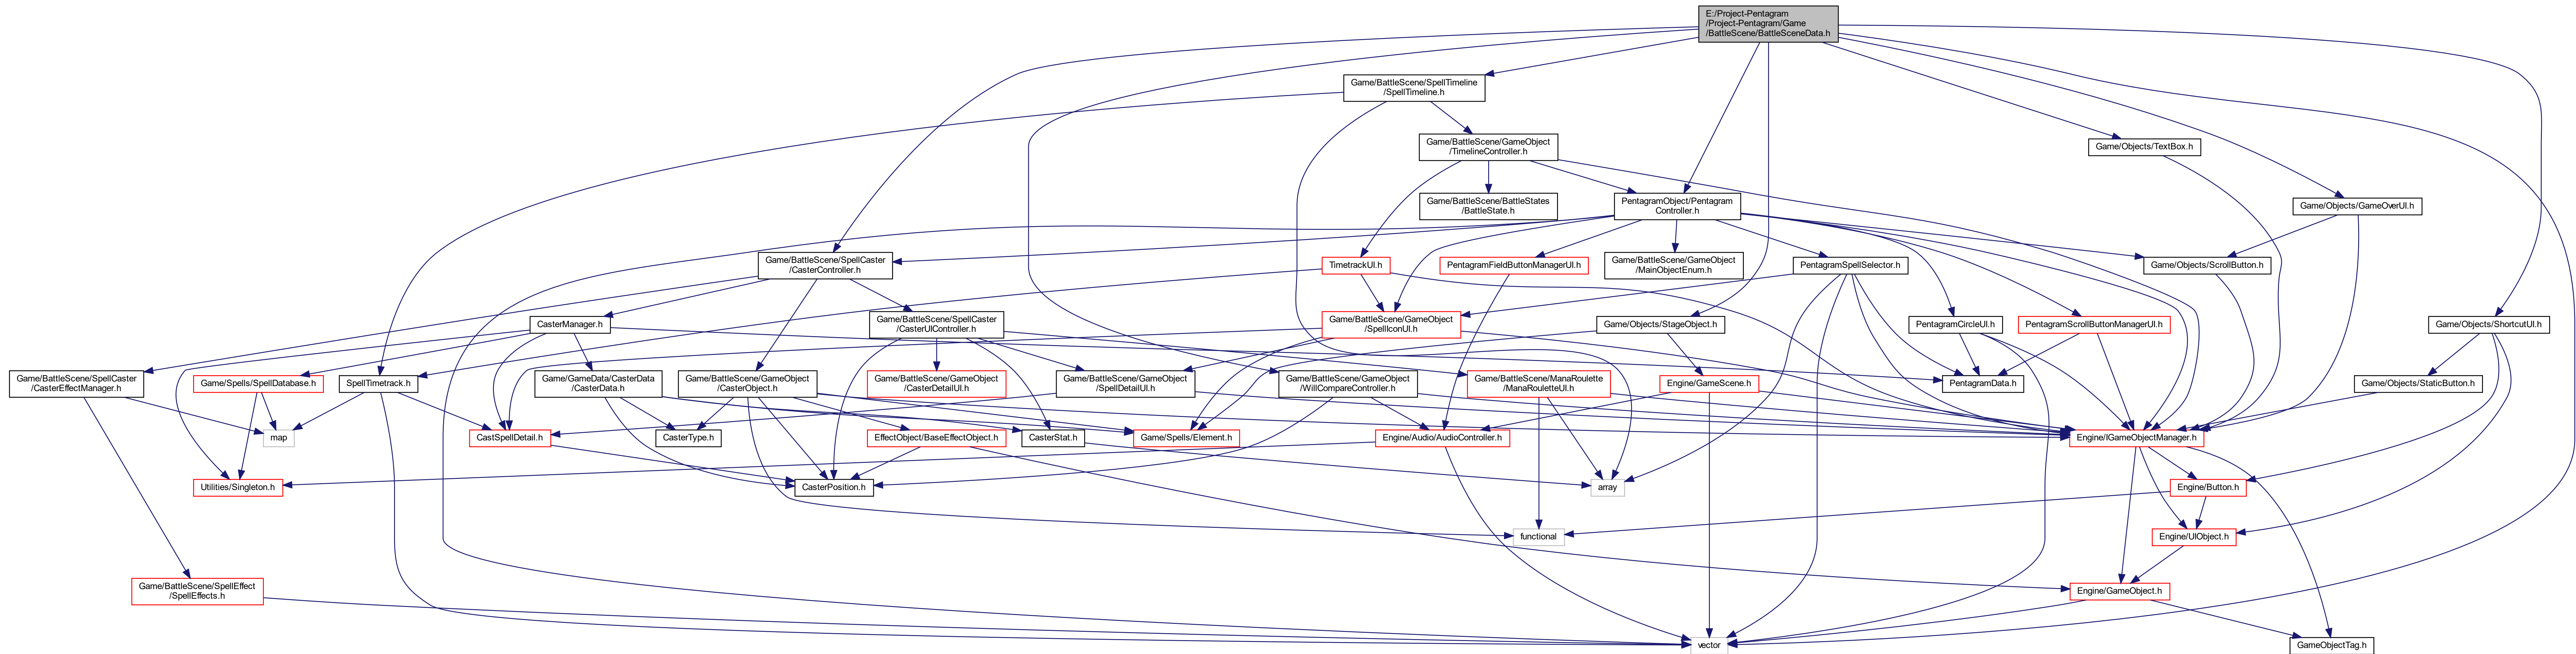 E:/Project-Pentagram
/Project-Pentagram/Game
/BattleScene/BattleSceneData.h
Game/BattleScene/SpellTimeline
/SpellTimeline.h
Game/BattleScene/GameObject
/TimelineController.h
Game/Objects/TextBox.h
Game/BattleScene/BattleStates
/BattleState.h
PentagramObject/Pentagram
Controller.h
Game/Objects/GameOverUI.h
Game/BattleScene/SpellCaster
/CasterController.h
TimetrackUI.h
PentagramFieldButtonManagerUI.h
Game/BattleScene/GameObject
/MainObjectEnum.h
PentagramSpellSelector.h
Game/Objects/ScrollButton.h
CasterManager.h
Game/BattleScene/SpellCaster
/CasterUIController.h
Game/BattleScene/GameObject
/SpellIconUI.h
Game/Objects/StageObject.h
PentagramCircleUI.h
PentagramScrollButtonManagerUI.h
Game/Objects/ShortcutUI.h
Game/BattleScene/SpellCaster
/CasterEffectManager.h
Game/Spells/SpellDatabase.h
SpellTimetrack.h
Game/GameData/CasterData
/CasterData.h
Game/BattleScene/GameObject
/CasterObject.h
Game/BattleScene/GameObject
/CasterDetailUI.h
Game/BattleScene/GameObject
/SpellDetailUI.h
Game/BattleScene/GameObject
/WillCompareController.h
Game/BattleScene/ManaRoulette
/ManaRouletteUI.h
Engine/GameScene.h
PentagramData.h
Game/Objects/StaticButton.h
map
CastSpellDetail.h
CasterType.h
EffectObject/BaseEffectObject.h
CasterStat.h
Game/Spells/Element.h
Engine/Audio/AudioController.h
Engine/IGameObjectManager.h
Utilities/Singleton.h
CasterPosition.h
array
Engine/Button.h
functional
Engine/UIObject.h
Game/BattleScene/SpellEffect
/SpellEffects.h
Engine/GameObject.h
vector
GameObjectTag.h